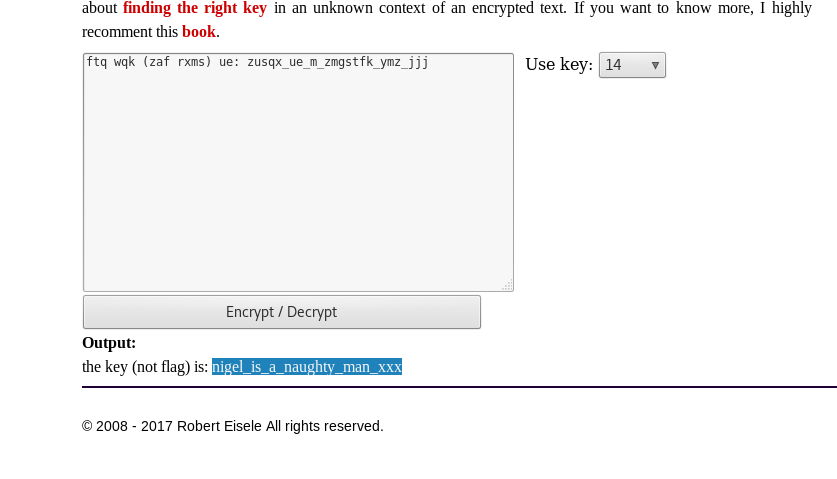 about finding the right key in an unknown context of an encrypted text. If you want to know more, I highly
recomment this book.
ftq wqk (zaf rxms) ue: zusqx_ue_m_zmgstfk_ymz_jjj
Use key: 14
Encrypt / Decrypt
Output:
the key (not flag) is: nigel_is_a_naughty_man_xxx
© 2008 - 2017 Robert Eisele All rights reserved.